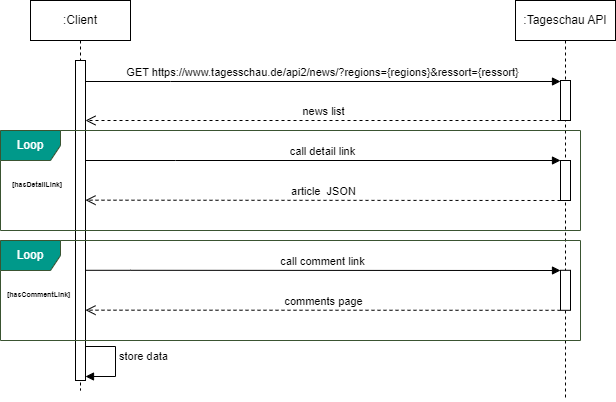 :Client
:Tageschau API
GET https://www.tagesschau.de/api2/news/?regions={regions}&ressort={ressort}
news list
Loop
call detail link
[hasDetailLink]
article JSON
Loop
call comment link
[hasCommentLink]
comments page
store data